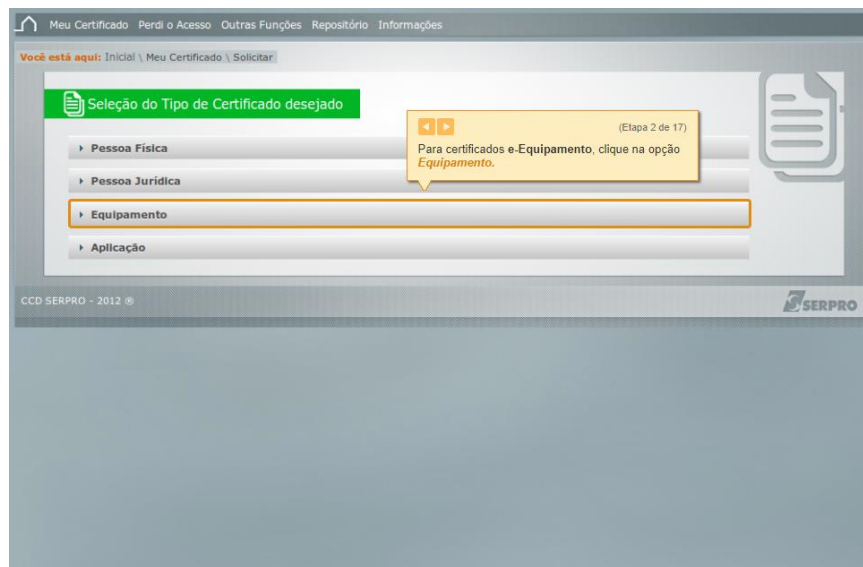 Meu Certificado Perdi o Acesso Outras Funções Repositório Informações
Você está aqui: Inicial \ Meu Certificado \ Solicitar
Seleção do Tipo de Certificado desejado
(Etapa 2 de 17)
Para certificados e-Equipamento, clique na opção
Equipamento.
Pessoa Física
Pessoa Jurídica
Equipamento
Aplicação
CCD SERPRO - 2012 ®
SERPRO